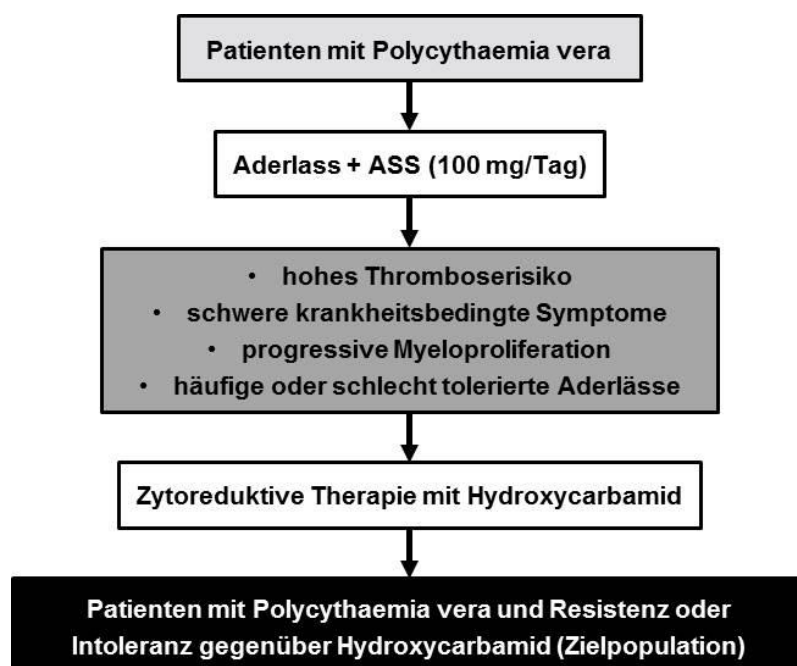 Patienten mit Polycythaemia vera
Aderlass + ASS (100 mg/Tag)
• hohes Thromboserisiko
• schwere krankheitsbedingte Symptome
• progressive Myeloproliferation
• häufige oder schlecht tolerierte Aderlässe
Zytoreduktive Therapie mit Hydroxycarbamid
Patienten mit Polycythaemia vera und Resistenz oder
Intoleranz gegenüber Hydroxycarbamid (Zielpopulation)